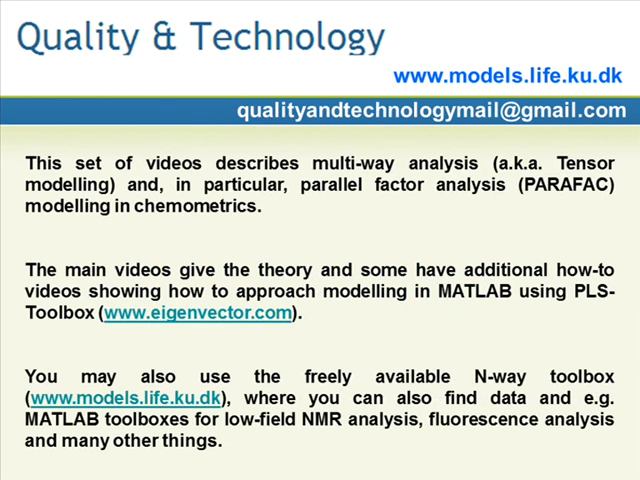 Quality & Technology
www.models.life.ku.dk
qualityandtechnologymail@gmail.com
This set of videos describes multi-way analysis (a.k.a. Tensor
modelling) and, in particular, parallel factor analysis (PARAFAC)
modelling in chemometrics.
The main videos give the theory and some have additional how-to
videos showing how to approach modelling in MATLAB using PLS-
Toolbox (www.eigenvector.com).
You may also use the freely available N-way toolbox
(www.models.life.ku.dk), where you can also find data and e.g.
MATLAB toolboxes for low-field NMR analysis, fluorescence analysis
and many other things.